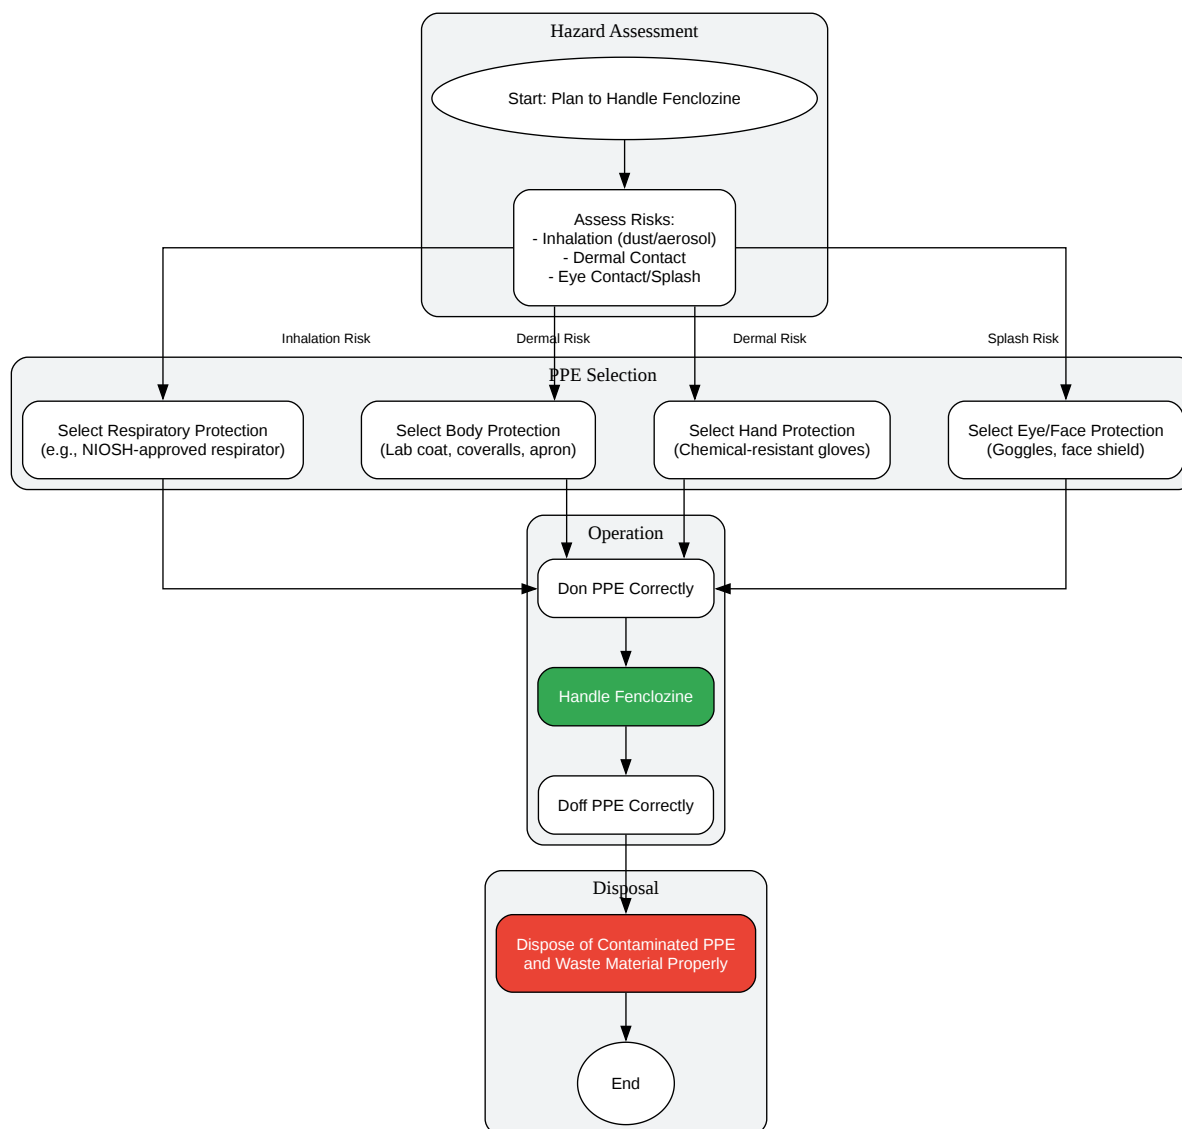 Hazard Assessment
Start: Plan to Handle Fenclozine
Assess Risks:
- Inhalation (dust/aerosol)
- Dermal Contact
- Eye Contact/Splash
Inhalation Risk
Dermal Risk
Dermal Risk
Splash Risk
PPE Selection
Select Respiratory Protection
(e.g., NIOSH-approved respirator)
Select Body Protection
(Lab coat, coveralls, apron)
Select Hand Protection
(Chemical-resistant gloves)
Select Eye/Face Protection
(Goggles, face shield)
Operation
Don PPE Correctly
Handle Fenclozine
Doff PPE Correctly
Disposal
Dispose of Contaminated PPE
and Waste Material Properly
End